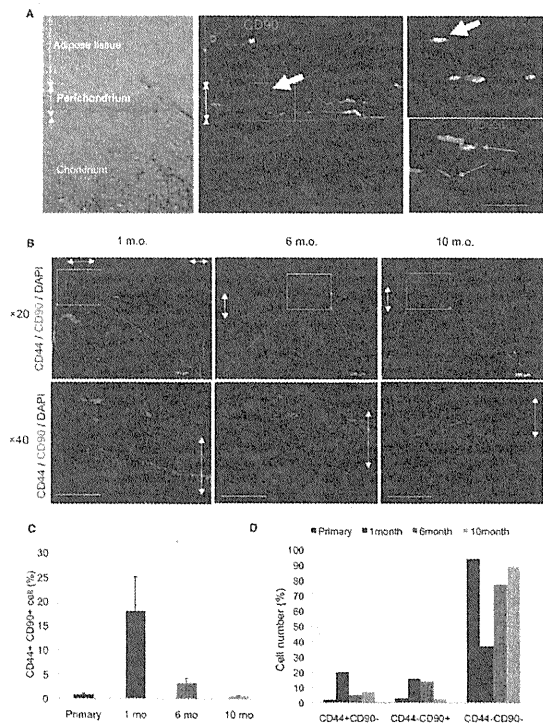 A
Adipose tissue
Perichondrium
Chondrium
CD90
B
1 m.o.
6 m.o.
10 m.o.
×20
CD44 / CD90 / DAPI
×40
CD44 / CD90 / DAPI
C
CD44+ CD90+ cell (%)
35
30
25
20
15
10
5
0
Primary
1 mo
6 mo
10 mo
D
Primary
1month
6month
10month
Cell number (%)
100
90
80
70
60
50
40
30
20
10
0
CD44+CD90-
CD44-CD90+
CD44-CD90-